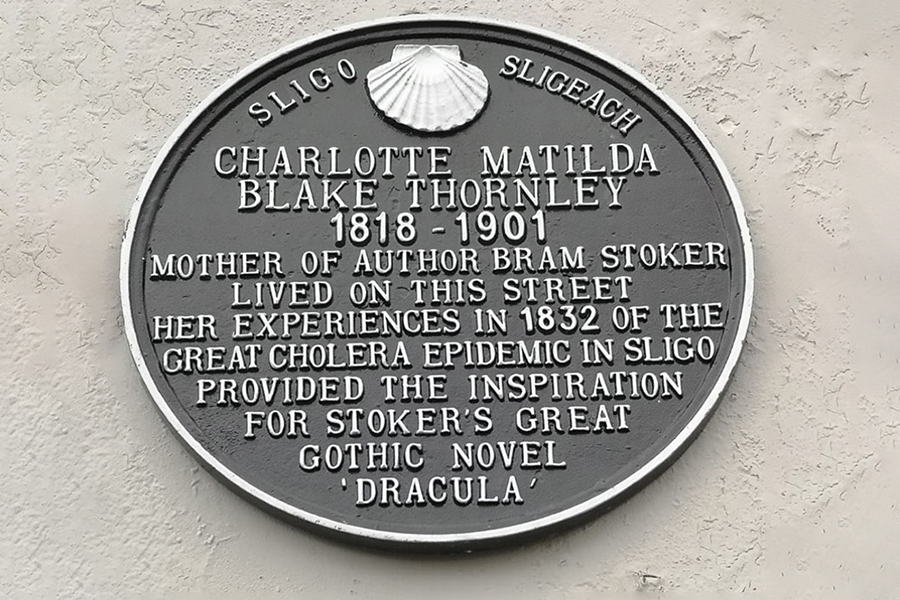 SLIGO SLIGEACH
CHARLOTTE MATILDA
BLAKE THORNLEY
1818 - 1901
MOTHER OF AUTHOR BRAM STOKER
LIVED ON THIS STREET
HER EXPERIENCES IN 1832 OF THE
GREAT CHOLERA EPIDEMIC IN SLIGO
PROVIDED THE INSPIRATION
FOR STOKER'S GREAT
GOTHIC NOVEL
'DRACULA'